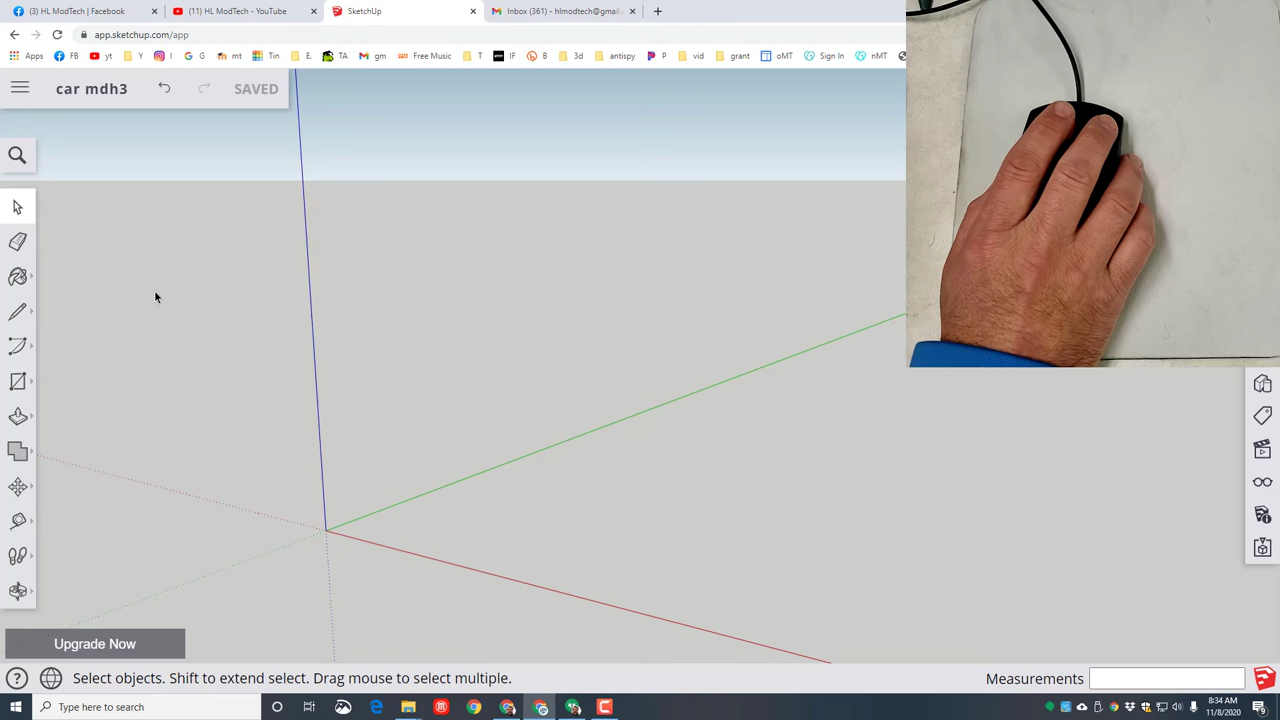 (3) HL ModTech | Facebook
(11) HL ModTech - YouTube
SketchUp
Inbox (361) - hlmodtech@gmail
app.sketchup.com/app
Apps FB yt Y I G mt Tin E. TA gm Free Music T IF B 3d antispy P vid grant oMT Sign In nMT
car mdh3 SAVED
Upgrade Now
Select objects. Shift to extend select. Drag mouse to select multiple.
Measurements
Type here to search
8:34 AM
11/8/2020